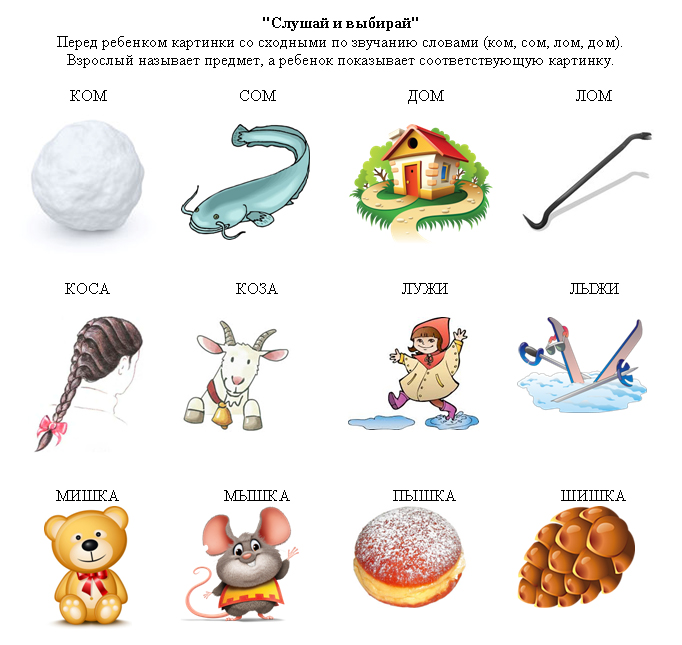 "Слушай и выбирай"
Перед ребенком картинки со сходными по звучанию словами (ком, сом, лом, дом).
Взрослый называет предмет, а ребенок показывает соответствующую картинку.
КОМ СОМ ДОМ ЛОМ
КОСА КОЗА ЛУЖИ ЛЫЖИ
МИШКА МЫШКА ПЫШКА ШИШКА